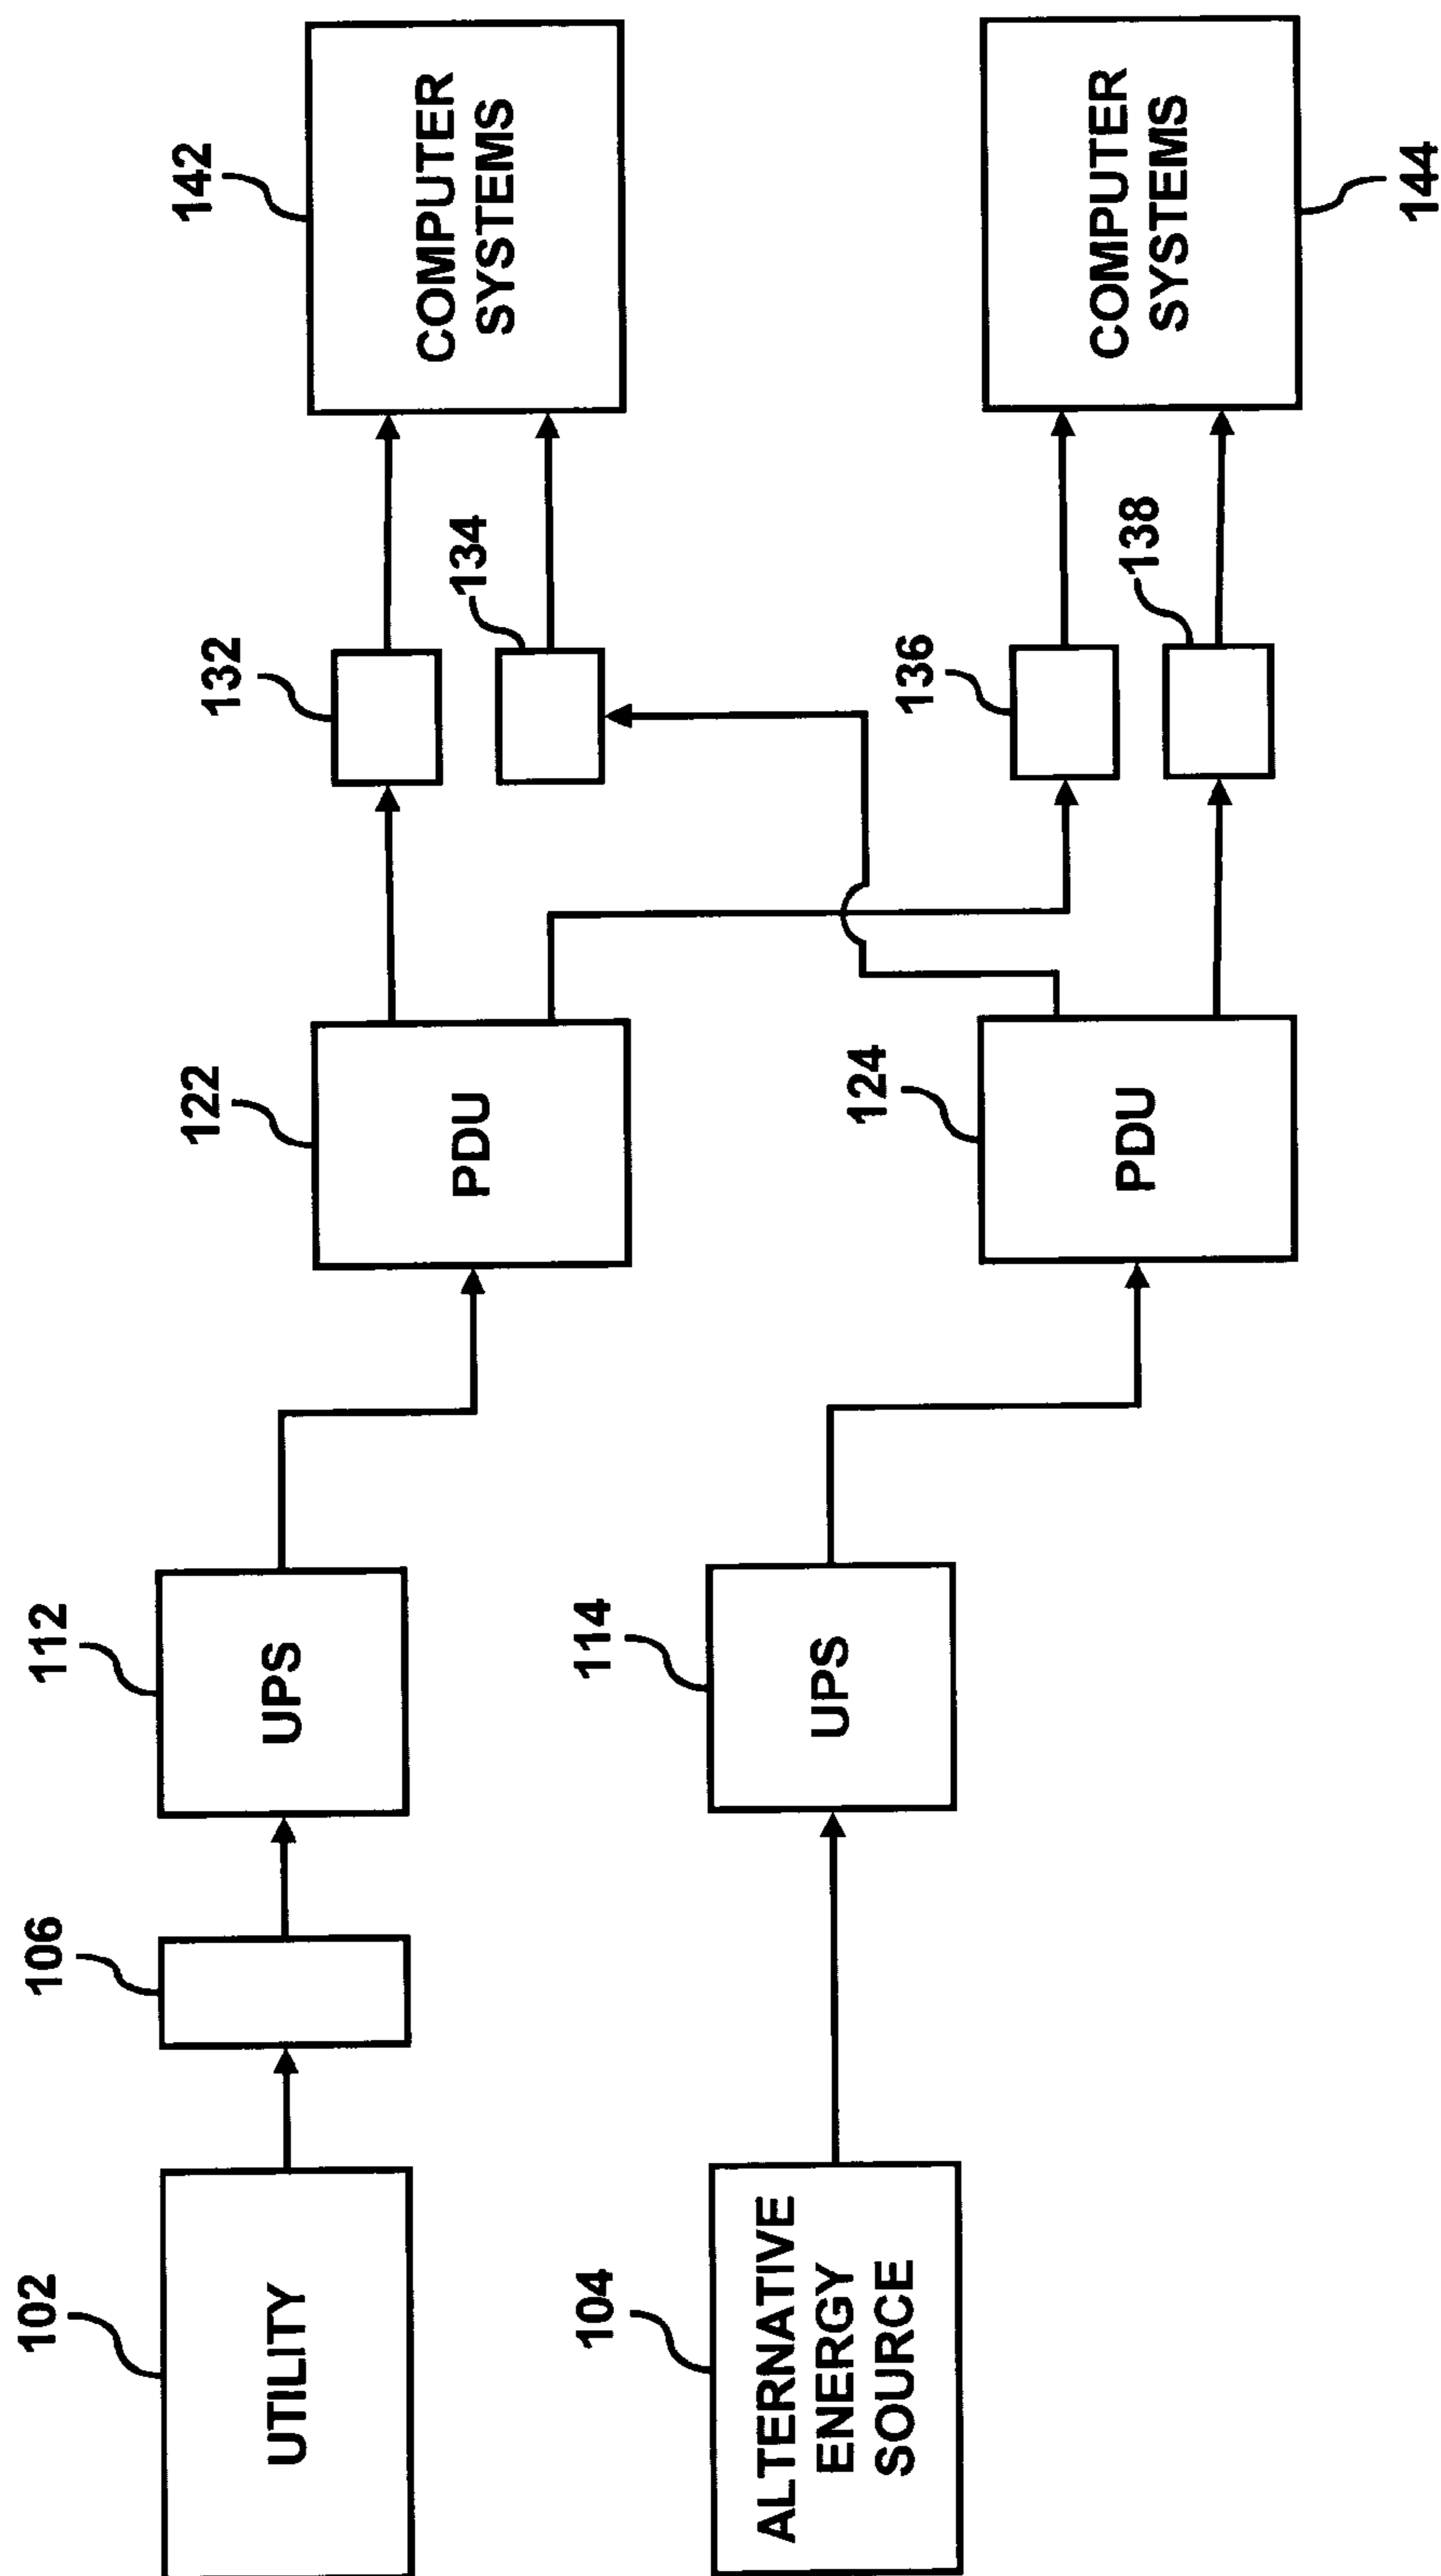 102
UTILITY
106
112
UPS
122
PDU
132
134
142
COMPUTER
SYSTEMS
104
ALTERNATIVE
ENERGY
SOURCE
114
UPS
124
PDU
136
138
COMPUTER
SYSTEMS
144